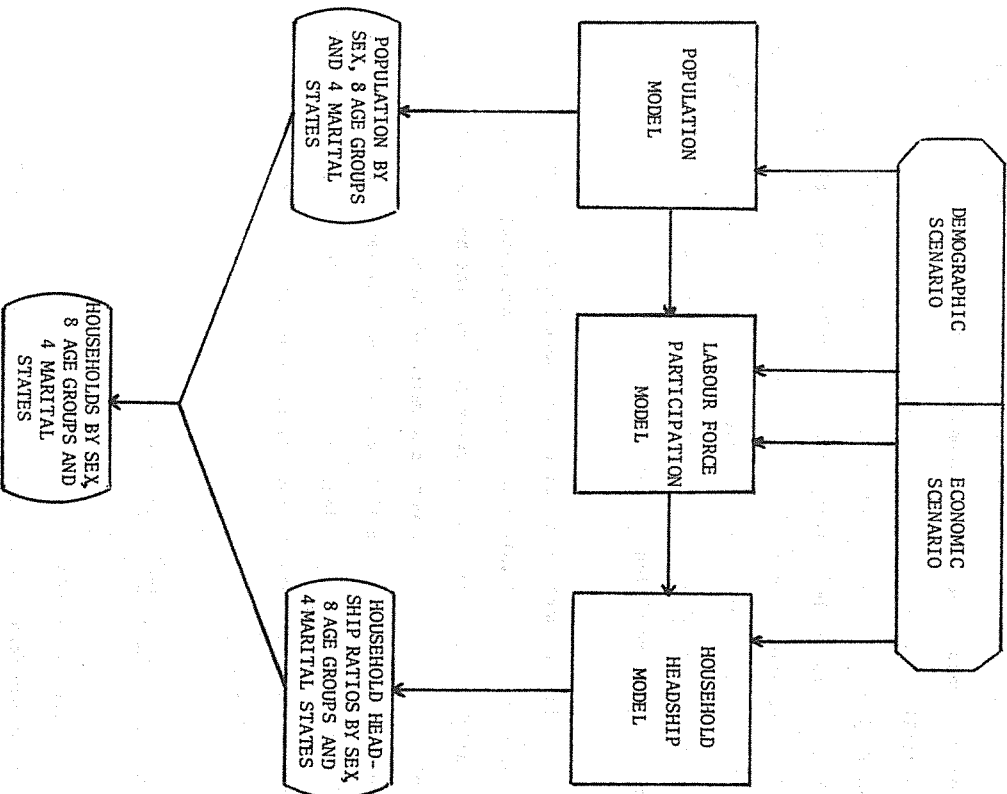 DEMOGRAPHIC
SCENARIO
ECONOMIC
SCENARIO
POPULATION
MODEL
LABOUR FORCE
PARTICIPATION
MODEL
HOUSEHOLD
HEADSHIP
MODEL
POPULATION BY
SEX, 8 AGE GROUPS
AND 4 MARITAL
STATES
HOUSEHOLD HEAD-
SHIP RATIOS BY SEX,
8 AGE GROUPS AND
4 MARITAL STATES
HOUSEHOLDS BY SEX,
8 AGE GROUPS AND
4 MARITAL
STATES